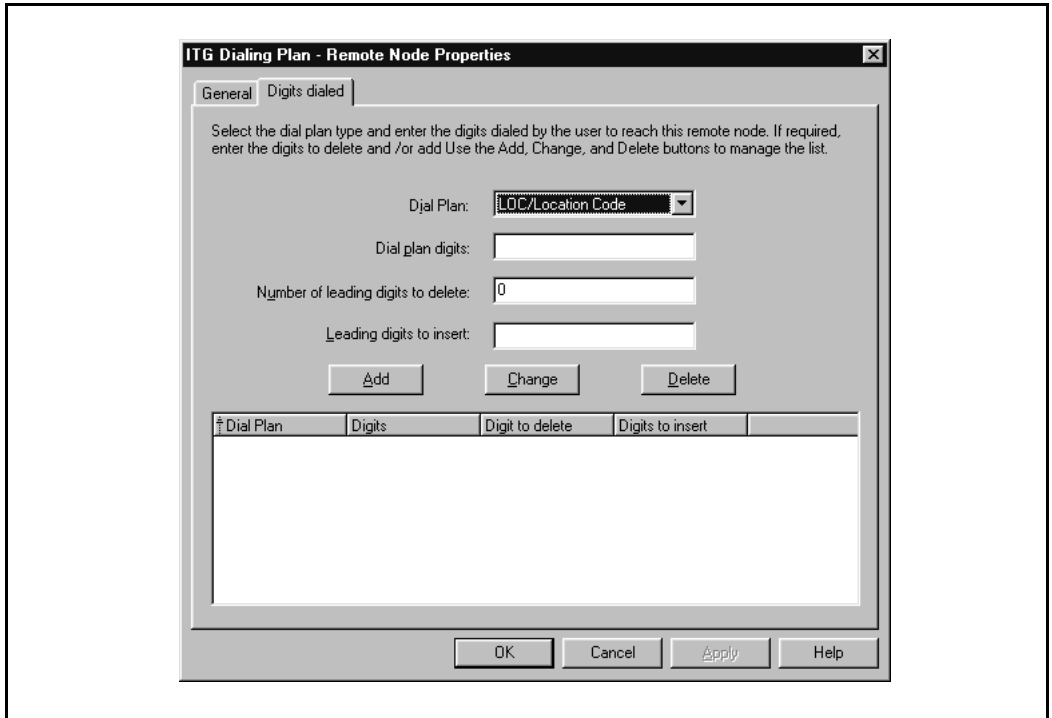 ITG Dialing Plan - Remote Node Properties
General Digits dialed
Select the dial plan type and enter the digits dialed by the user to reach this remote node. If required,
enter the digits to delete and /or add Use the Add, Change, and Delete buttons to manage the list.
Dial Plan: LOC/Location Code
Dial plan digits:
Number of leading digits to delete: 0
Leading digits to insert:
Add Change Delete
Dial Plan Digits Digit to delete Digits to insert
OK Cancel Apply Help